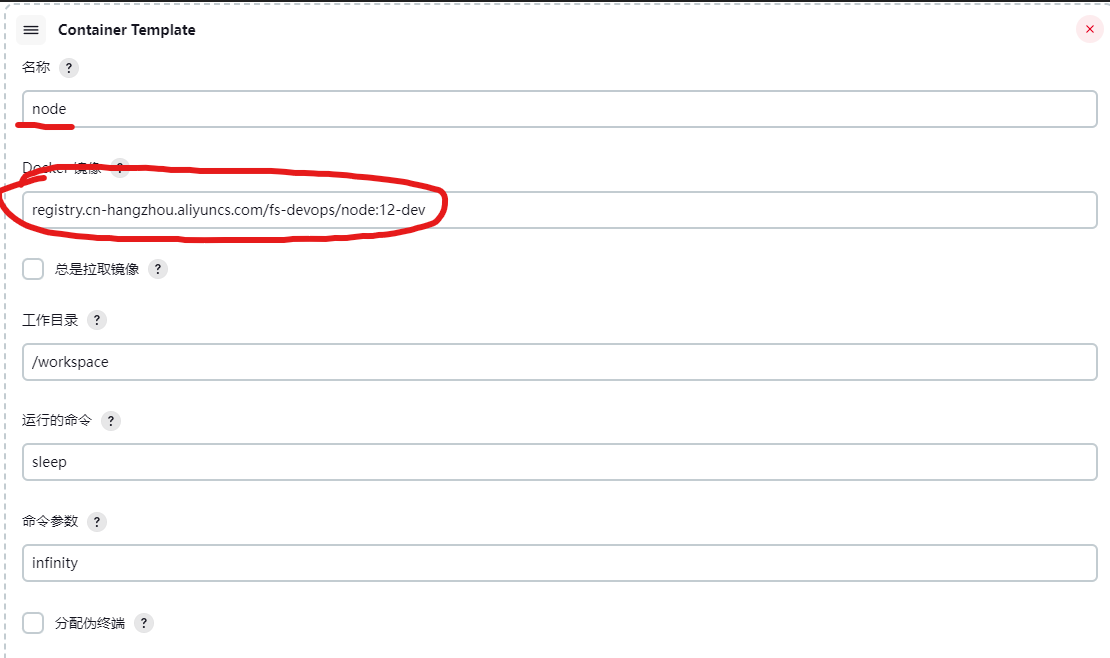 Container Template
名称 ?
node
Docker 镜像 ?
registry.cn-hangzhou.aliyuncs.com/fs-devops/node:12-dev
总是拉取镜像 ?
工作目录 ?
/workspace
运行的命令 ?
sleep
命令参数 ?
infinity
分配伪终端 ?